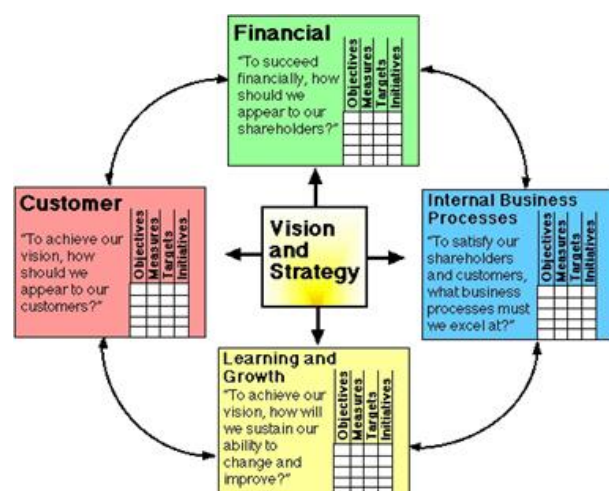 Financial
"To succeed
financially, how
should we
appear to our
shareholders?"
Objectives
Measures
Targets
Initiatives
Customer
"To achieve our
vision, how
should we
appear to our
customers?"
Objectives
Measures
Targets
Initiatives
Vision
and
Strategy
Internal Business
Processes
"To satisfy our
shareholders
and customers,
what business
processes must
we excel at?"
Objectives
Measures
Targets
Initiatives
Learning and
Growth
"To achieve our
vision, how will
we sustain our
ability to
change and
improve?"
Objectives
Measures
Targets
Initiatives